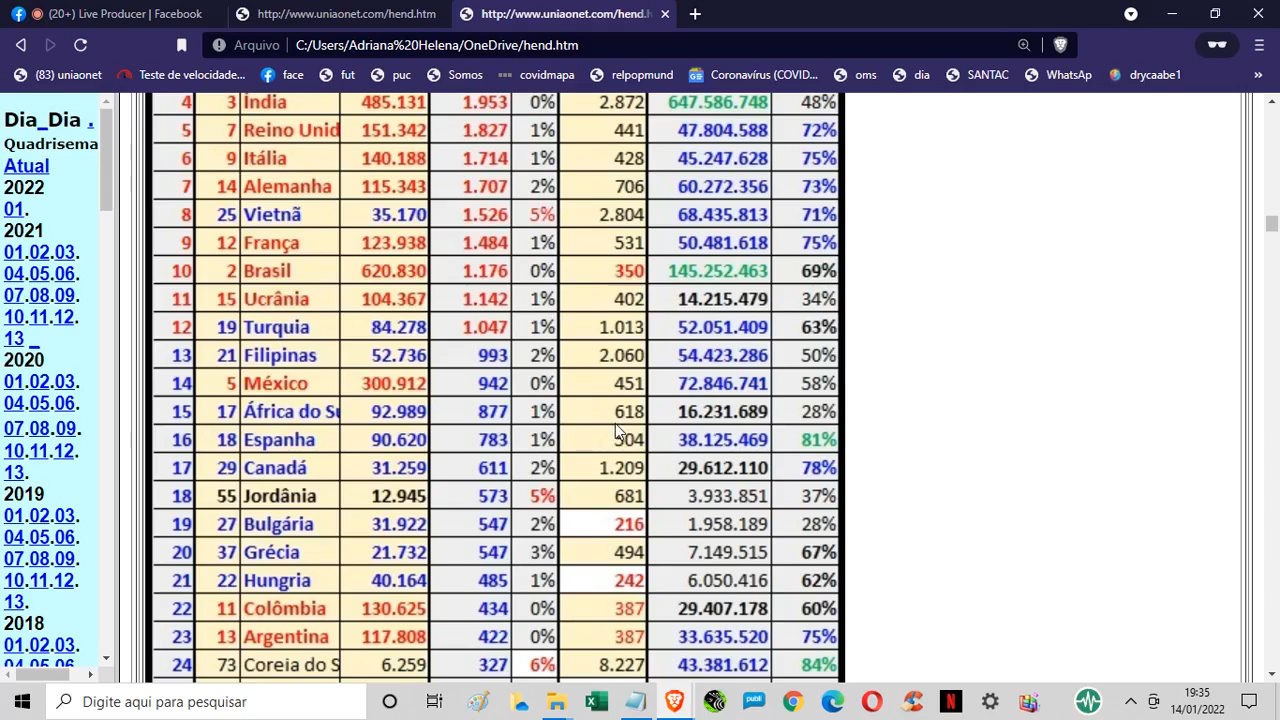 (20+) Live Producer | Facebook
http://www.uniaonet.com/hend.htm
http://www.uniaonet.com/hend.h
Arquivo C:/Users/Adriana%20Helena/OneDrive/hend.htm
(83) uniaonet Teste de velocidade... face fut puc Somos covidmapa relpopmund Coronavírus (COVID... oms dia SANTAC WhatsApp drycaabe1 »
Dia_Dia .
Quadrisema
Atual
2022
01.
2021
01.02.03.
04.05.06.
07.08.09.
10.11.12.
13 _
2020
01.02.03.
04.05.06.
07.08.09.
10.11.12.
13.
2019
01.02.03.
04.05.06.
07.08.09.
10.11.12.
13.
2018
01.02.03.
04.05.06
4 3 Índia 485.131 1.953 0% 2.872 647.586.748 48%
5 7 Reino Unid 151.342 1.827 1% 441 47.804.588 72%
6 9 Itália 140.188 1.714 1% 428 45.247.628 75%
7 14 Alemanha 115.343 1.707 2% 706 60.272.356 73%
8 25 Vietnã 35.170 1.526 5% 2.804 68.435.813 71%
9 12 França 123.938 1.484 1% 531 50.481.618 75%
10 2 Brasil 620.830 1.176 0% 350 145.252.463 69%
11 15 Ucrânia 104.367 1.142 1% 402 14.215.479 34%
12 19 Turquia 84.278 1.047 1% 1.013 52.051.409 63%
13 21 Filipinas 52.736 993 2% 2.060 54.423.286 50%
14 5 México 300.912 942 0% 451 72.846.741 58%
15 17 África do Su 92.989 877 1% 618 16.231.689 28%
16 18 Espanha 90.620 783 1% 504 38.125.469 81%
17 29 Canadá 31.259 611 2% 1.209 29.612.110 78%
18 55 Jordânia 12.945 573 5% 681 3.933.851 37%
19 27 Bulgária 31.922 547 2% 216 1.958.189 28%
20 37 Grécia 21.732 547 3% 494 7.149.515 67%
21 22 Hungria 40.164 485 1% 242 6.050.416 62%
22 11 Colômbia 130.625 434 0% 387 29.407.178 60%
23 13 Argentina 117.808 422 0% 387 33.635.520 75%
24 73 Coreia do S 6.259 327 6% 8.227 43.381.612 84%
Digite aqui para pesquisar
publi
19:35
14/01/2022